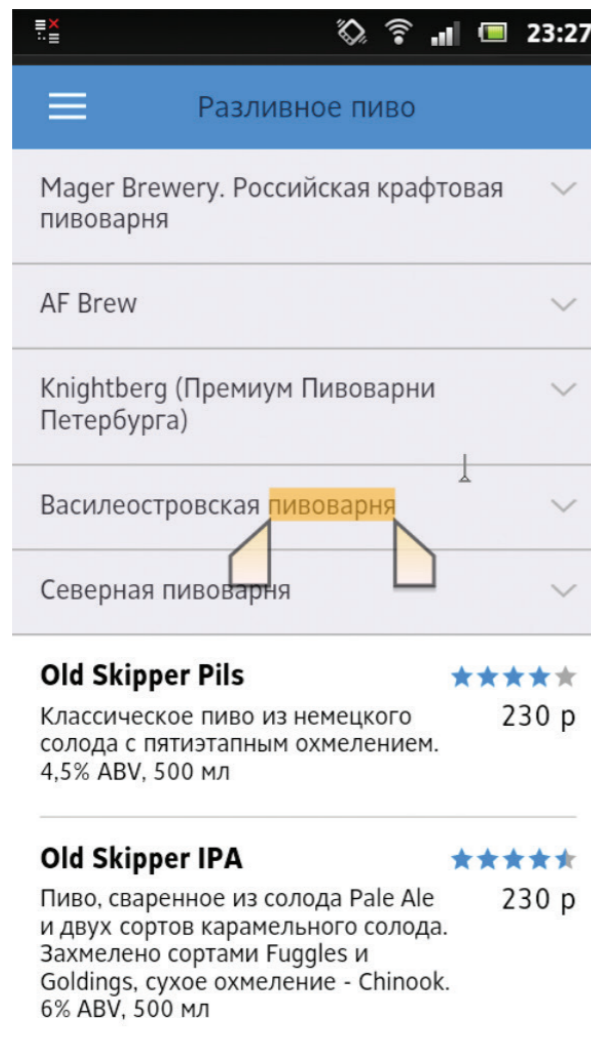 23:27
Разливное пиво
Mager Brewery. Российская крафтовая
пивоварня
AF Brew
Knightberg (Премиум Пивоварни
Петербурга)
Василеостровская пивоварня
Северная пивоварня
Old Skipper Pils
Классическое пиво из немецкого
230 р
солода с пятиэтапным охмелением.
4,5% ABV, 500 мл
Old Skipper IPA
Пиво, сваренное из солода Pale Ale
230 р
и двух сортов карамельного солода.
Захмелено сортами Fuggles и
Goldings, сухое охмеление - Chinook.
6% ABV, 500 мл